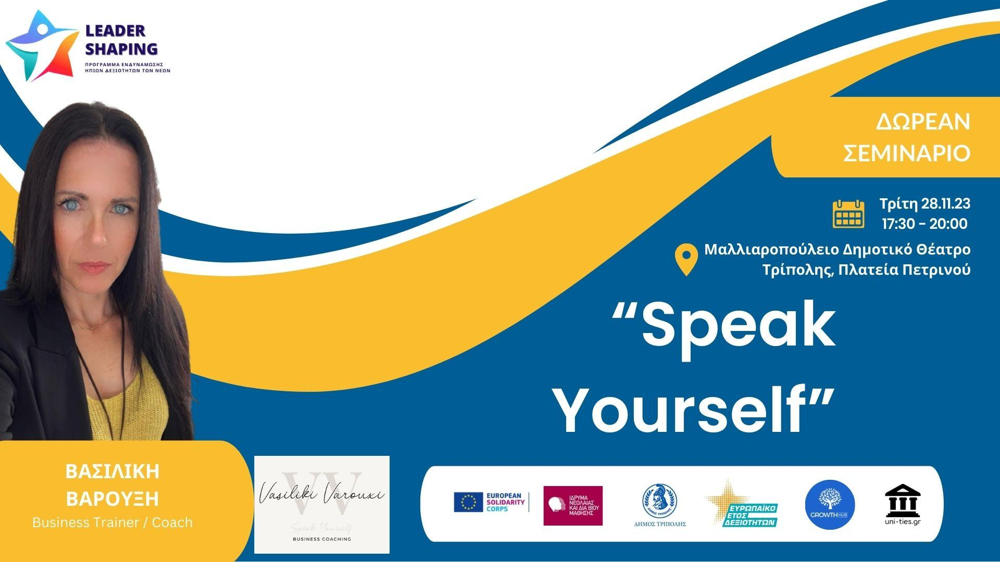 LEADER
SHAPING
ΠΡΟΓΡΑΜΜΑ ΕΝΔΥΝΑΜΩΣΗΣ
ΗΠΙΩΝ ΔΕΞΙΟΤΗΤΩΝ ΤΩΝ ΝΕΩΝ
ΔΩΡΕΑΝ
ΣΕΜΙΝΑΡΙΟ
Τρίτη 28.11.23
17:30 - 20:00
Μαλλιαροπούλειο Δημοτικό Θέατρο
Τρίπολης, Πλατεία Πετρινού
“Speak
Yourself”
ΒΑΣΙΛΙΚΗ
ΒΑΡΟΥΞΗ
Business Trainer / Coach
VV
Vasiliki Varouxi
Speak Yourself
BUSINESS COACHING
EUROPEAN
SOLIDARITY
CORPS
ΙΔΡΥΜΑ
ΝΕΟΛΑΙΑΣ
ΚΑΙ ΔΙΑ ΒΙΟΥ
ΜΑΘΗΣΗΣ
ΔΗΜΟΣ ΤΡΙΠΟΛΗΣ
ΔΗΜΟΣ ΤΡΙΠΟΛΗΣ
ΕΥΡΩΠΑΪΚΟ
ΕΤΟΣ
ΔΕΞΙΟΤΗΤΩΝ
GROWTH HUB
uni-ties.gr